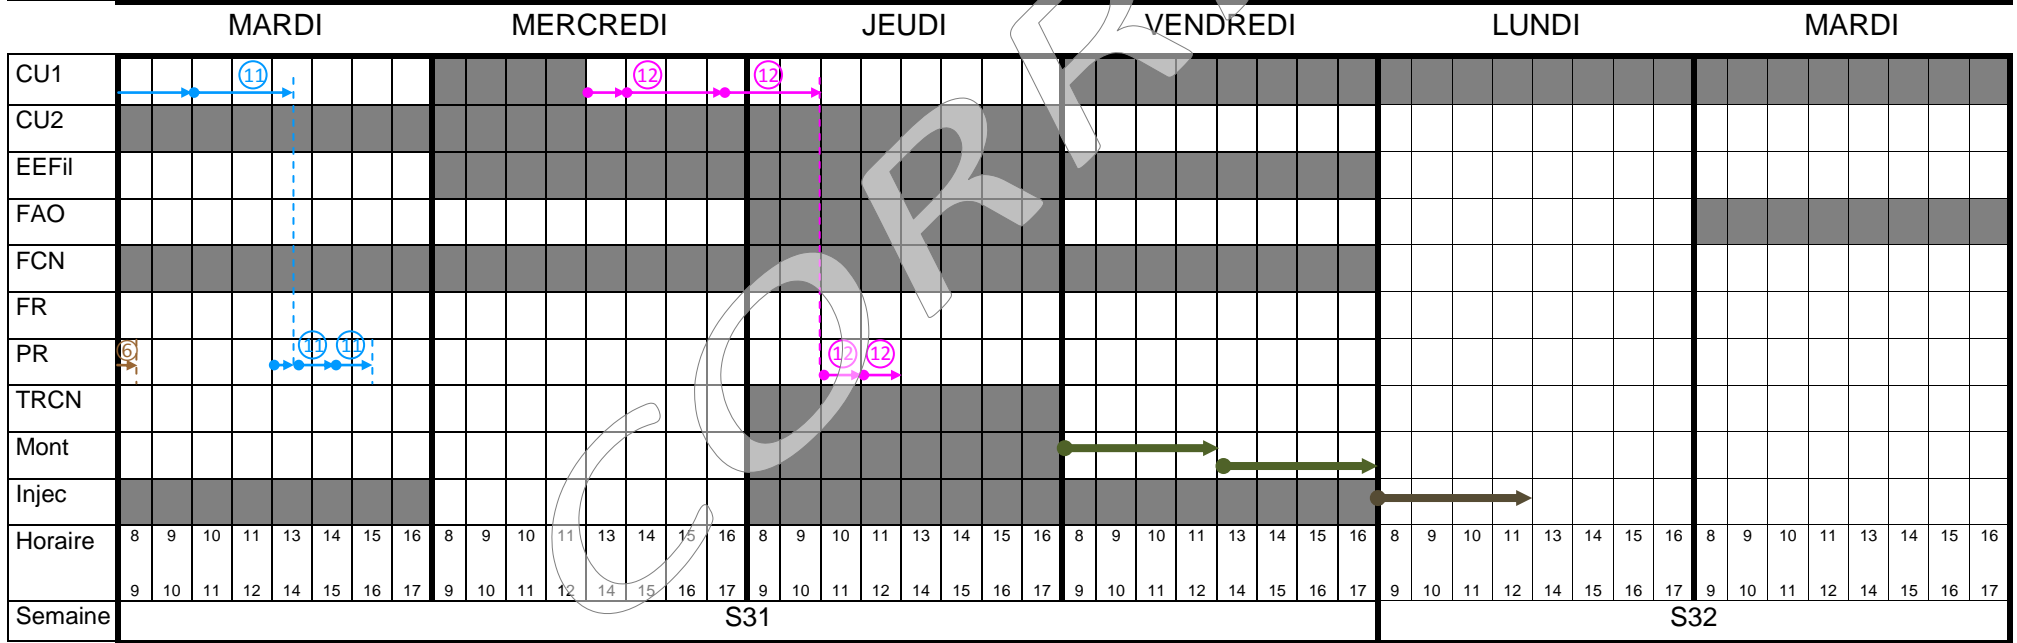 MARDI MERCREDI JEUDI VENDREDI LUNDI MARDI
CU1 11 12 12
CU2
EEFil
FAO
FCN
FR
PR 6 11 11 12 12
TRCN
Mont
Injec
Horaire 8 9 10 11 13 14 15 16 8 9 10 11 13 14 15 16 8 9 10 11 13 14 15 16 8 9 10 11 13 14 15 16 8 9 10 11 13 14 15 16 8 9 10 11 13 14 15 16
9 10 11 12 14 15 16 17 9 10 11 12 14 15 16 17 9 10 11 12 14 15 16 17 9 10 11 12 14 15 16 17 9 10 11 12 14 15 16 17 9 10 11 12 14 15 16 17
Semaine S31 S32
CORR